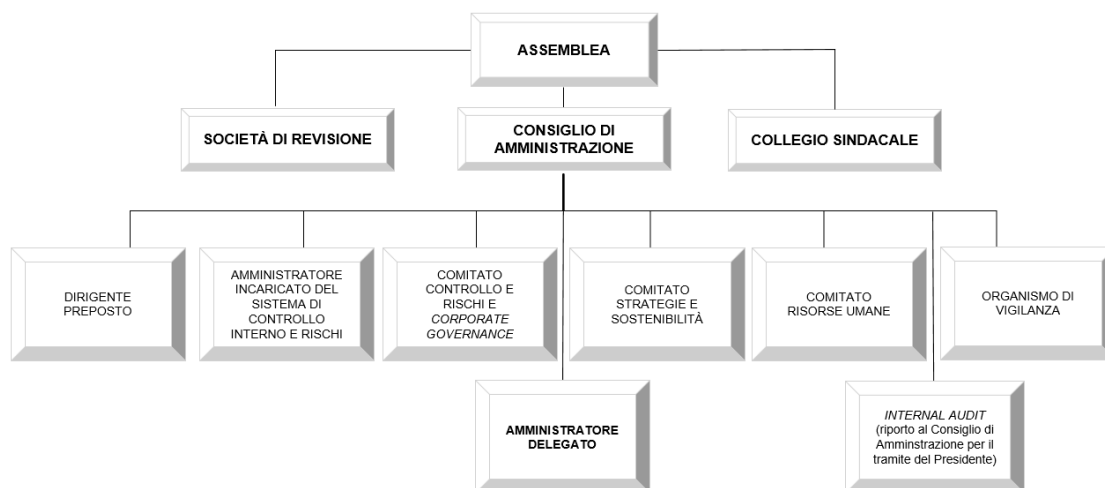 ASSEMBLEA
SOCIETÀ DI REVISIONE
CONSIGLIO DI
AMMINISTRAZIONE
COLLEGIO SINDACALE
DIRIGENTE
PREPOSTO
AMMINISTRATORE
INCARICATO DEL
SISTEMA DI
CONTROLLO
INTERNO E RISCHI
COMITATO
CONTROLLO E
RISCHI E
CORPORATE
GOVERNANCE
COMITATO
STRATEGIE E
SOSTENIBILITÀ
COMITATO
RISORSE UMANE
ORGANISMO DI
VIGILANZA
AMMINISTRATORE
DELEGATO
INTERNAL AUDIT
(riporto al Consiglio di
Amminstrazione per il
tramite del Presidente)